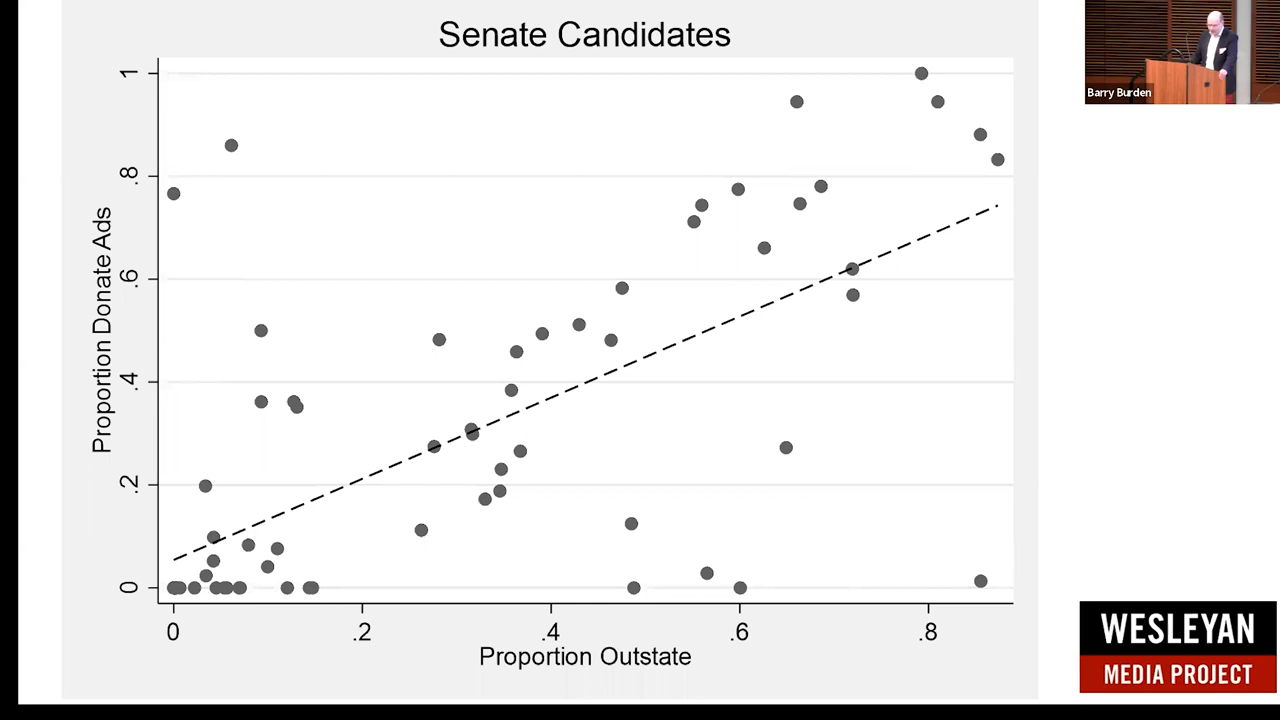 Senate Candidates
Barry Burden
Proportion Donate Ads
1
.8
.6
.4
.2
0
0
.2
.4
.6
.8
Proportion Outstate
WESLEYAN
MEDIA PROJECT